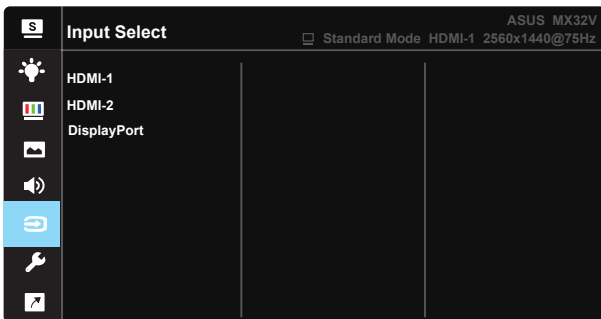 S
ASUS MX32V
Input Select
Standard Mode HDMI-1 2560x1440@75Hz
HDMI-1
HDMI-2
DisplayPort